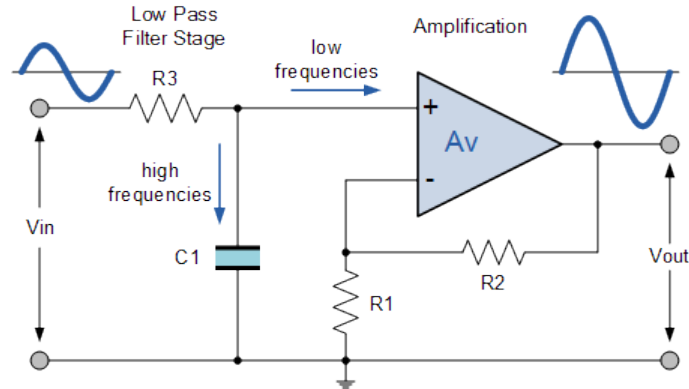 Low Pass
Filter Stage
Amplification
low
frequencies
R3
+
Av
-
high
frequencies
Vin
C1
R2
Vout
R1